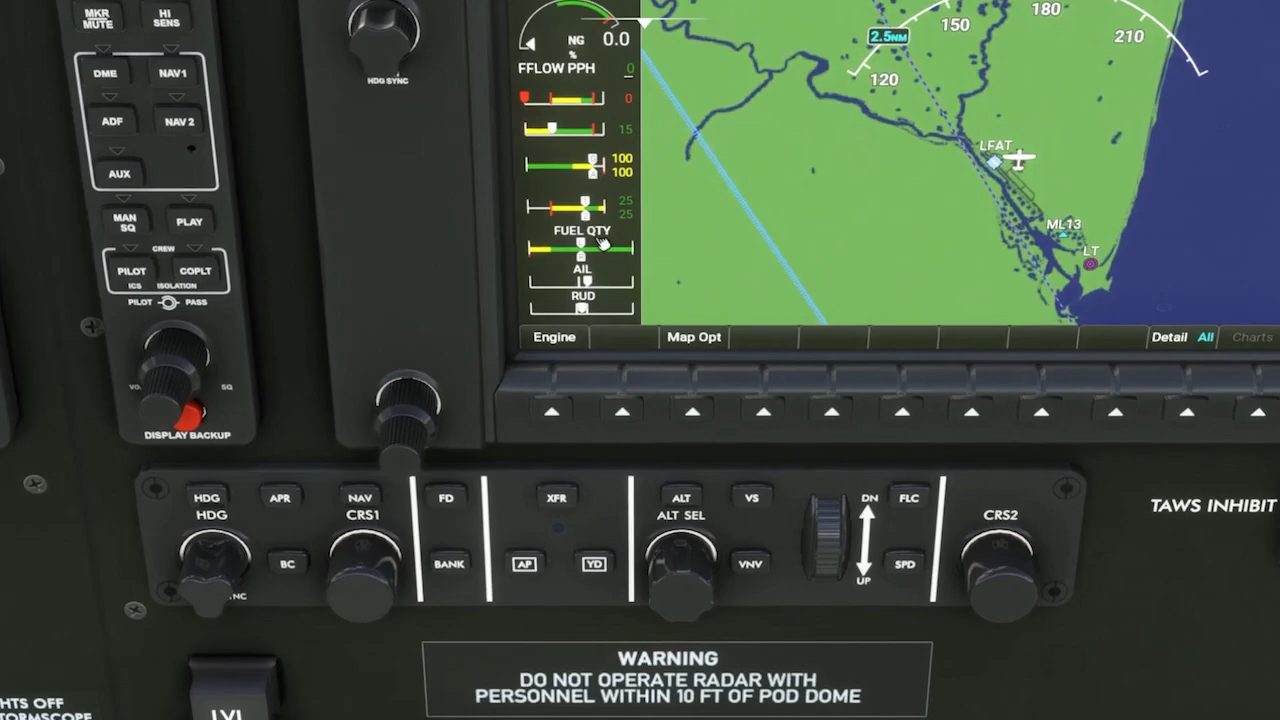 MKR
MUTE
HI
SENS
DME
NAV1
ADF
NAV 2
AUX
MAN
SQ
PLAY
CREW
PILOT
COPLT
ICS ISOLATION
PILOT PASS
SQ
DISPLAY BACKUP
HDG SYNC
NG
0.0
%
FFLOW PPH
0
0
15
100
100
25
25
FUEL QTY
AIL
RUD
2.5NM
120
150
180
210
LFAT
ML13
LT
Engine
Map Opt
Detail All
Charts
HDG
APR
NAV
FD
XFR
ALT
VS
DN
FLC
HDG
CRS1
ALT SEL
CRS2
BC
BANK
AP
YD
VNV
UP
SPD
TAWS INHIBIT
WARNING
DO NOT OPERATE RADAR WITH
PERSONNEL WITHIN 10 FT OF POD DOME
LVL